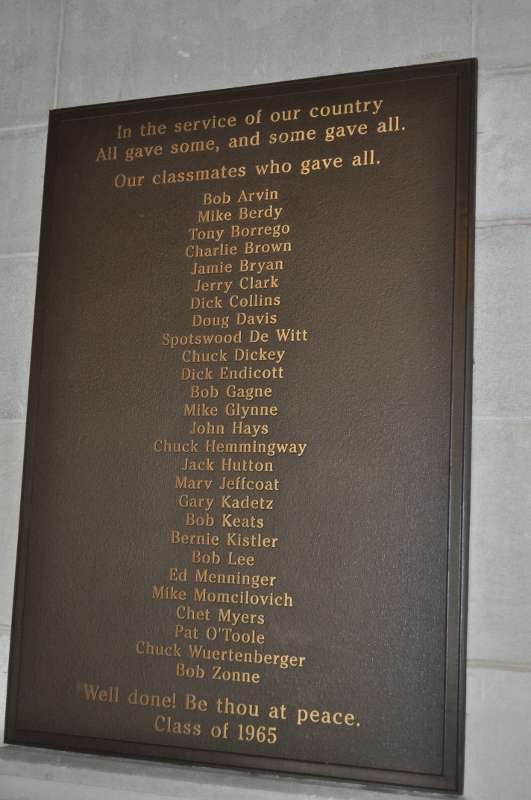 In the service of our country
All gave some, and some gave all.
Our classmates who gave all.
Bob Arvin
Mike Berdy
Tony Borrego
Charlie Brown
Jamie Bryan
Jerry Clark
Dick Collins
Doug Davis
Spotswood De Witt
Chuck Dickey
Dick Endicott
Bob Gagne
Mike Glynne
John Hays
Chuck Hemmingway
Jack Hutton
Marv Jeffcoat
Gary Kadetz
Bob Keats
Bernie Kistler
Bob Lee
Ed Menninger
Mike Momcilovich
Chet Myers
Pat O'Toole
Chuck Wuertenberger
Bob Zonne
Well done! Be thou at peace.
Class of 1965